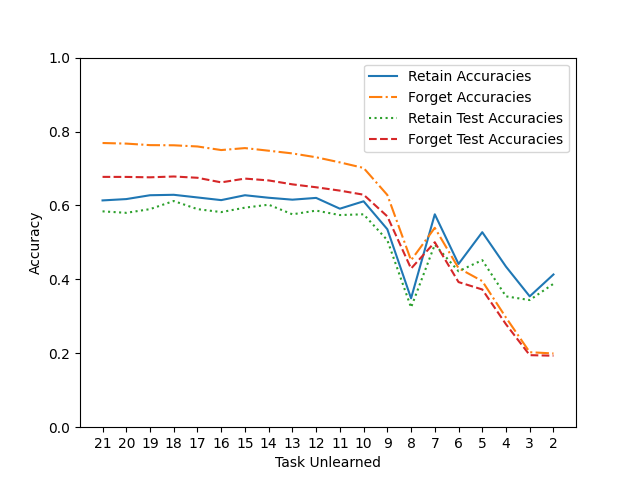 1.0
0.8
0.6
0.4
0.2
0.0
Accuracy
Retain Accuracies
Forget Accuracies
Retain Test Accuracies
Forget Test Accuracies
21 20 19 18 17 16 15 14 13 12 11 10 9 8 7 6 5 4 3 2
Task Unlearned